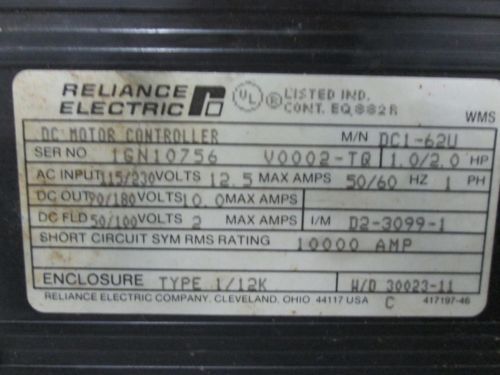 RELIANCE ELECTRIC
UL ® LISTED IND. CONT. EQ.882R
WMS
DC MOTOR CONTROLLER M/N DC1-62U
SER NO 1GN10756 V0002-TQ 1.0/2.0 HP
AC INPUT 115/230 VOLTS 12.5 MAX AMPS 50/60 HZ 1 PH
DC OUT 90/180 VOLTS 10.0 MAX AMPS
DC FLD 50/100 VOLTS 2 MAX AMPS I/M D2-3099-1
SHORT CIRCUIT SYM RMS RATING 10000 AMP
ENCLOSURE TYPE 1/12K W/D 30023-11
RELIANCE ELECTRIC COMPANY, CLEVELAND, OHIO 44117 USA C 417197-46